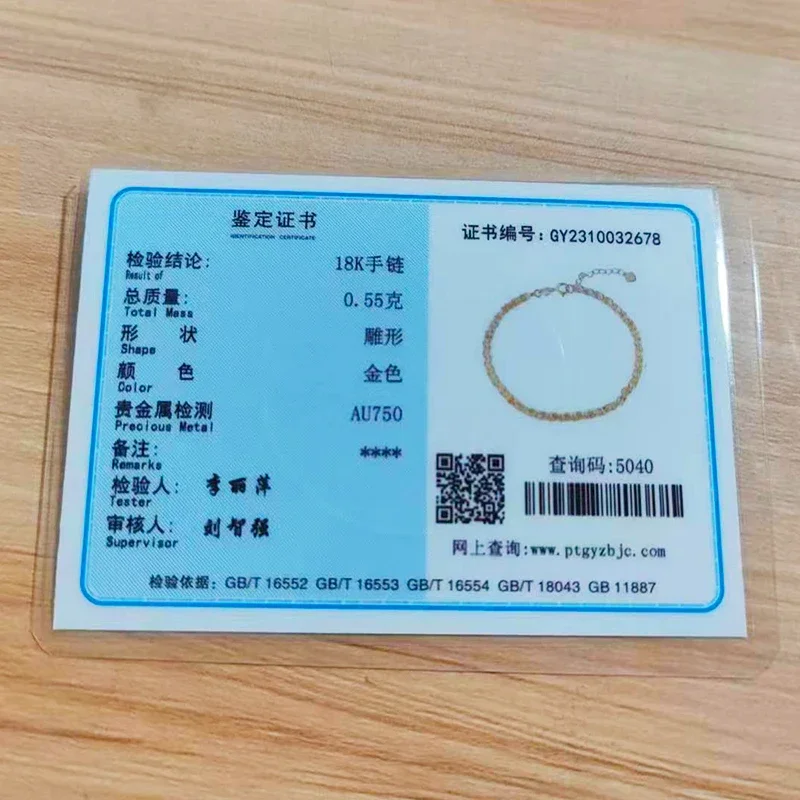 鉴定证书
IDENTIFICATION CERTIFICATE
检验结论: 18K手链
Result of
总质量: 0.55克
Total Mass
形 状 雕形
Shape
颜 色 金色
Color
贵金属检测 AU750
Precious Metal
备注: ****
Remarks
检验人: 李丽萍
Tester
审核人: 刘智强
Supervisor
证书编号: GY2310032678
查询码:5040
网上查询:www.ptgyzbjc.com
检验依据: GB/T 16552 GB/T 16553 GB/T 16554 GB/T 18043 GB 11887